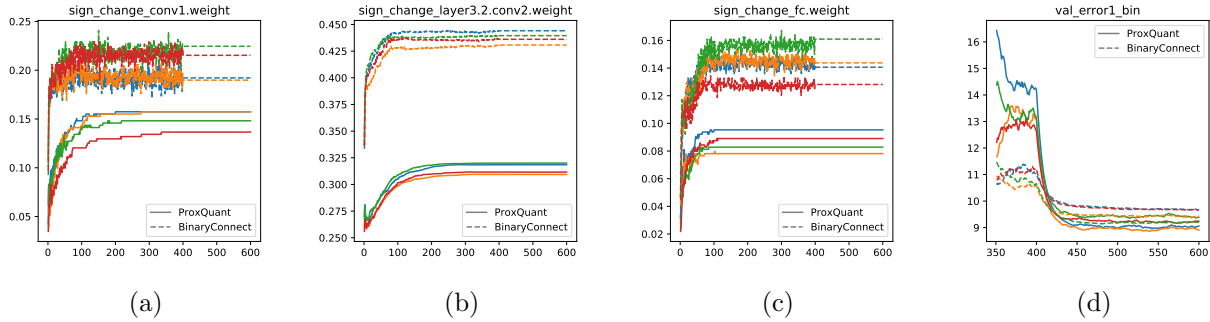 sign_change_conv1.weight
0.25
0.20
0.15
0.10
0.05
0 100 200 300 400 500 600
ProxQuant
BinaryConnect
(a)
sign_change_layer3.2.conv2.weight
0.450
0.425
0.400
0.375
0.350
0.325
0.300
0.275
0.250
0 100 200 300 400 500 600
ProxQuant
BinaryConnect
(b)
sign_change_fc.weight
0.16
0.14
0.12
0.10
0.08
0.06
0.04
0.02
0 100 200 300 400 500 600
ProxQuant
BinaryConnect
(c)
val_error1_bin
16
15
14
13
12
11
10
9
350 400 450 500 550 600
ProxQuant
BinaryConnect
(d)